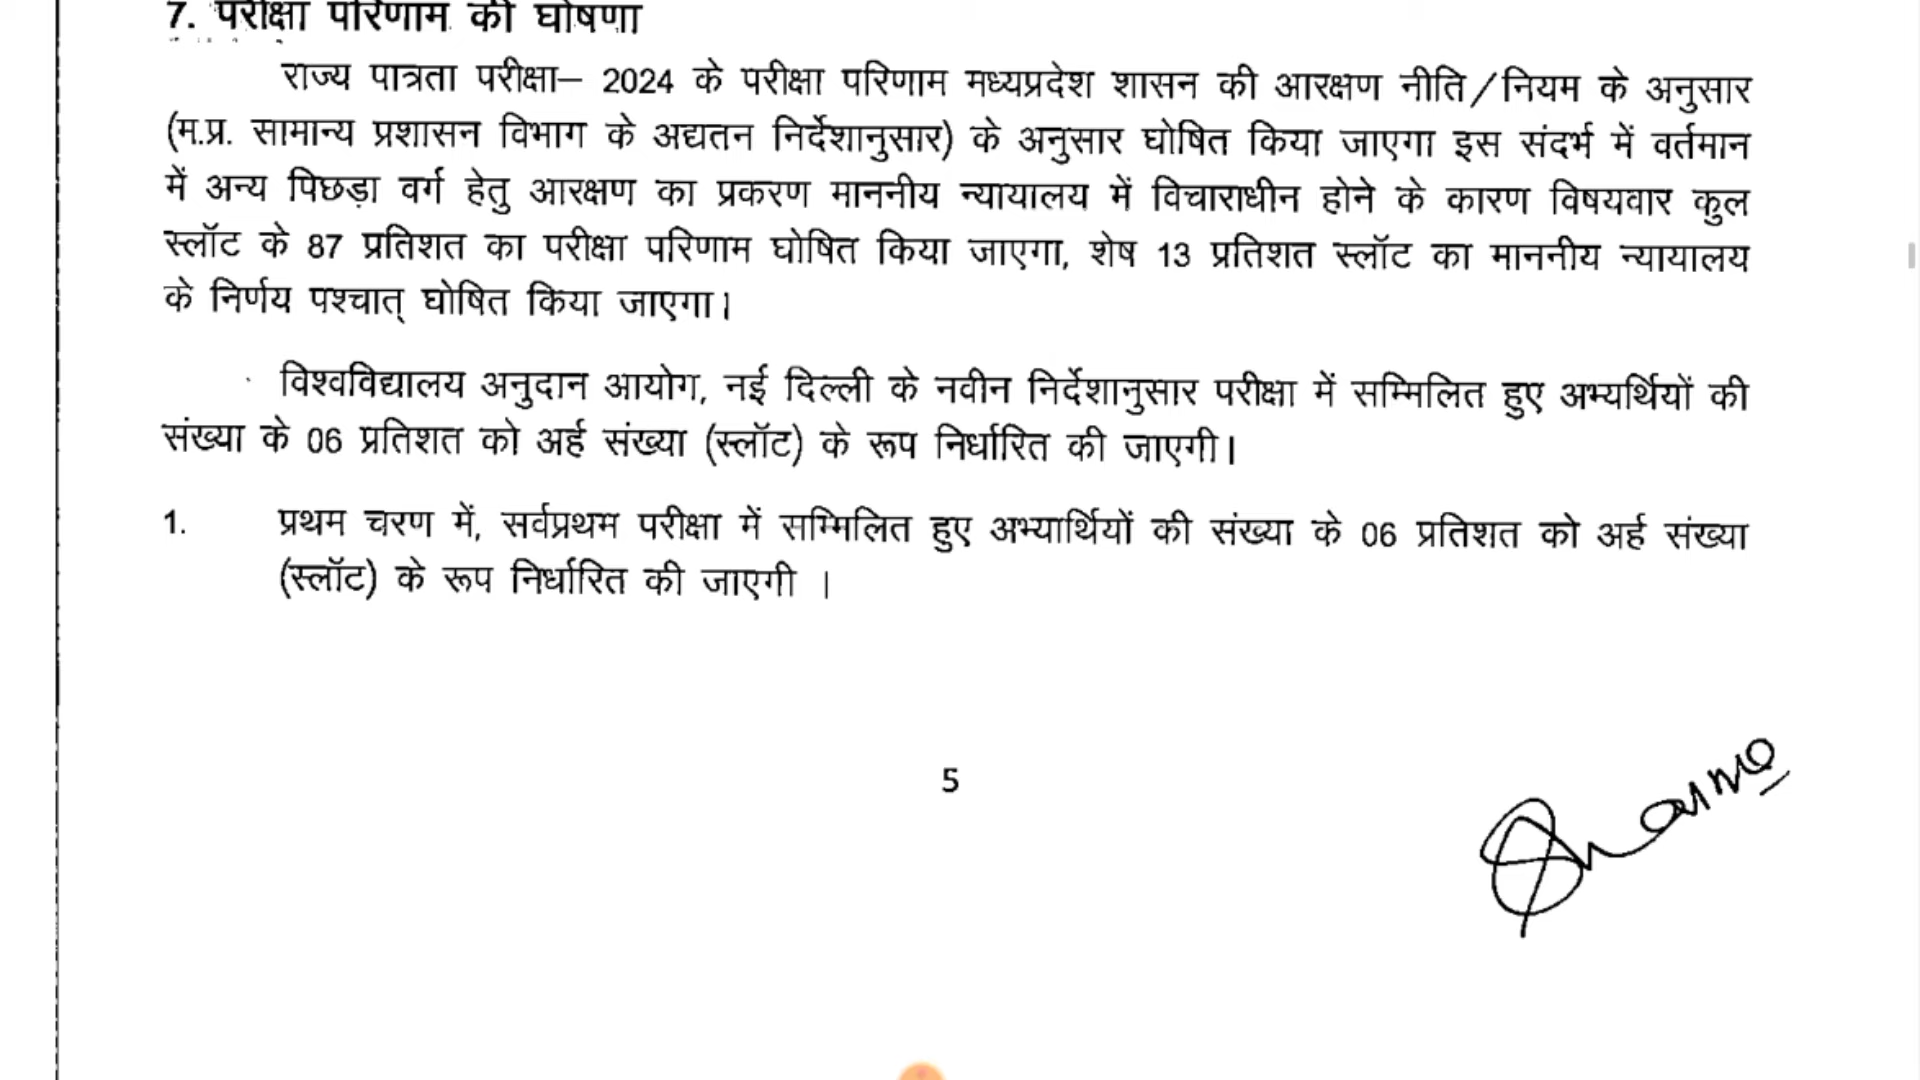 7. परीक्षा परिणाम की घोषणा
राज्य पात्रता परीक्षा– 2024 के परीक्षा परिणाम मध्यप्रदेश शासन की आरक्षण नीति/नियम के अनुसार
(म.प्र. सामान्य प्रशासन विभाग के अद्यतन निर्देशानुसार) के अनुसार घोषित किया जाएगा इस संदर्भ में वर्तमान
में अन्य पिछड़ा वर्ग हेतु आरक्षण का प्रकरण माननीय न्यायालय में विचाराधीन होने के कारण विषयवार कुल
स्लॉट के 87 प्रतिशत का परीक्षा परिणाम घोषित किया जाएगा, शेष 13 प्रतिशत स्लॉट का माननीय न्यायालय
के निर्णय पश्चात् घोषित किया जाएगा।
विश्वविद्यालय अनुदान आयोग, नई दिल्ली के नवीन निर्देशानुसार परीक्षा में सम्मिलित हुए अभ्यर्थियों की
संख्या के 06 प्रतिशत को अर्ह संख्या (स्लॉट) के रूप निर्धारित की जाएगी।
1. प्रथम चरण में, सर्वप्रथम परीक्षा में सम्मिलित हुए अभ्यार्थियों की संख्या के 06 प्रतिशत को अर्ह संख्या
(स्लॉट) के रूप निर्धारित की जाएगी ।
5